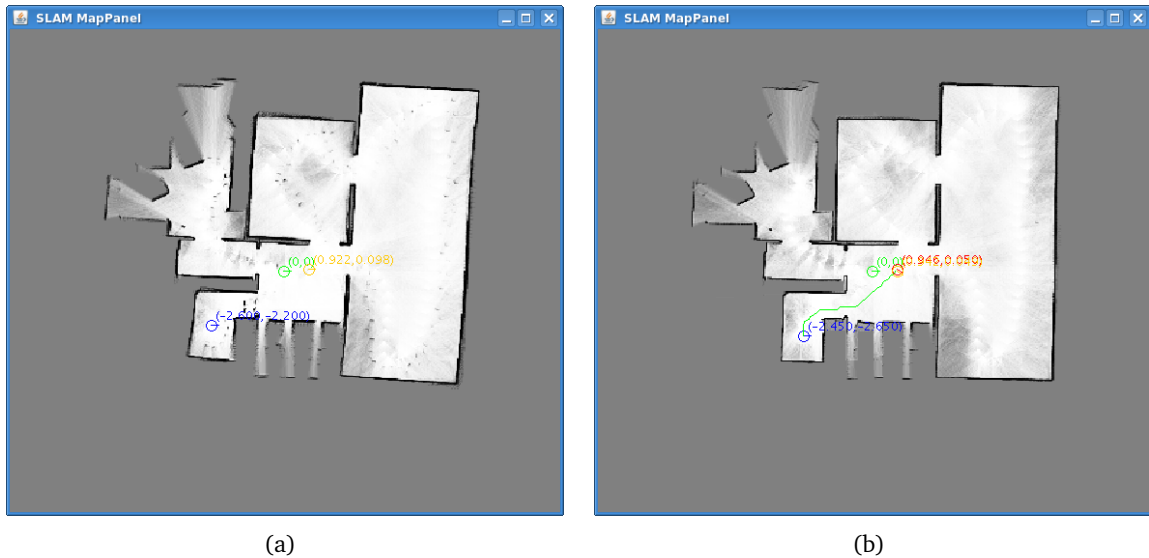 SLAM MapPanel
(0,0)
(0.922,0.098)
(-2.600,-2.200)
(a)
SLAM MapPanel
(0,0)
(0.946,0.050)
(-2.450,-2.650)
(b)